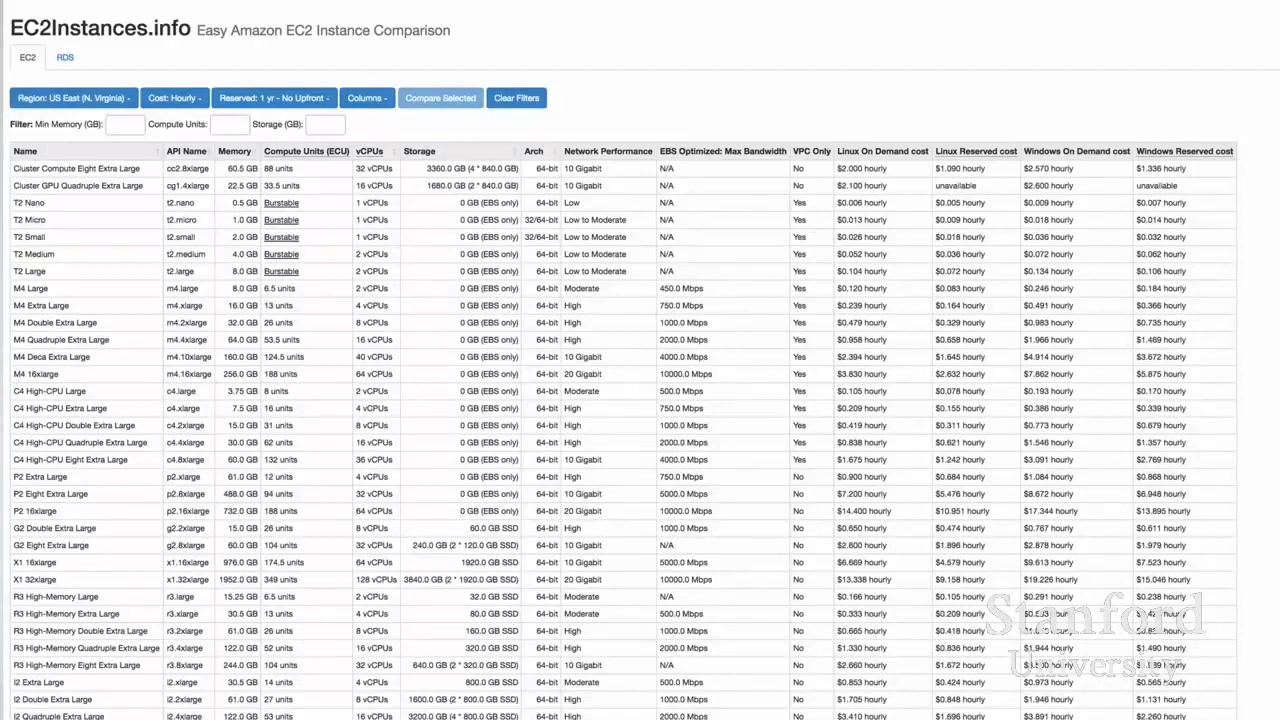 EC2Instances.info Easy Amazon EC2 Instance Comparison
EC2 RDS
Region: US East (N. Virginia) Cost: Hourly Reserved: 1 yr - No Upfront Columns Compare Selected Clear Filters
Filter: Min Memory (GB): Compute Units: Storage (GB):
Name API Name Memory Compute Units (ECU) vCPUs Storage Arch Network Performance EBS Optimized: Max Bandwidth VPC Only Linux On Demand cost Linux Reserved cost Windows On Demand cost Windows Reserved cost
Cluster Compute Eight Extra Large cc2.8xlarge 60.5 GB 88 units 32 vCPUs 3360.0 GB (4 * 840.0 GB) 64-bit 10 Gigabit N/A No $2.000 hourly $1.090 hourly $2.570 hourly $1.336 hourly
Cluster GPU Quadruple Extra Large cg1.4xlarge 22.5 GB 33.5 units 16 vCPUs 1680.0 GB (2 * 840.0 GB) 64-bit 10 Gigabit N/A No $2.100 hourly unavailable $2.600 hourly unavailable
T2 Nano t2.nano 0.5 GB Burstable 1 vCPUs 0 GB (EBS only) 64-bit Low N/A Yes $0.006 hourly $0.005 hourly $0.009 hourly $0.007 hourly
T2 Micro t2.micro 1.0 GB Burstable 1 vCPUs 0 GB (EBS only) 32/64-bit Low to Moderate N/A Yes $0.013 hourly $0.009 hourly $0.018 hourly $0.014 hourly
T2 Small t2.small 2.0 GB Burstable 1 vCPUs 0 GB (EBS only) 32/64-bit Low to Moderate N/A Yes $0.026 hourly $0.018 hourly $0.036 hourly $0.032 hourly
T2 Medium t2.medium 4.0 GB Burstable 2 vCPUs 0 GB (EBS only) 64-bit Low to Moderate N/A Yes $0.052 hourly $0.036 hourly $0.072 hourly $0.062 hourly
T2 Large t2.large 8.0 GB Burstable 2 vCPUs 0 GB (EBS only) 64-bit Low to Moderate N/A Yes $0.104 hourly $0.072 hourly $0.134 hourly $0.106 hourly
M4 Large m4.large 8.0 GB 6.5 units 2 vCPUs 0 GB (EBS only) 64-bit Moderate 450.0 Mbps Yes $0.120 hourly $0.083 hourly $0.246 hourly $0.184 hourly
M4 Extra Large m4.xlarge 16.0 GB 13 units 4 vCPUs 0 GB (EBS only) 64-bit High 750.0 Mbps Yes $0.239 hourly $0.164 hourly $0.491 hourly $0.366 hourly
M4 Double Extra Large m4.2xlarge 32.0 GB 26 units 8 vCPUs 0 GB (EBS only) 64-bit High 1000.0 Mbps Yes $0.479 hourly $0.329 hourly $0.983 hourly $0.735 hourly
M4 Quadruple Extra Large m4.4xlarge 64.0 GB 53.5 units 16 vCPUs 0 GB (EBS only) 64-bit High 2000.0 Mbps Yes $0.958 hourly $0.658 hourly $1.966 hourly $1.469 hourly
M4 Deca Extra Large m4.10xlarge 160.0 GB 124.5 units 40 vCPUs 0 GB (EBS only) 64-bit 10 Gigabit 4000.0 Mbps Yes $2.394 hourly $1.645 hourly $4.914 hourly $3.672 hourly
M4 16xlarge m4.16xlarge 256.0 GB 188 units 64 vCPUs 0 GB (EBS only) 64-bit 20 Gigabit 10000.0 Mbps Yes $3.830 hourly $2.632 hourly $7.862 hourly $5.875 hourly
C4 High-CPU Large c4.large 3.75 GB 8 units 2 vCPUs 0 GB (EBS only) 64-bit Moderate 500.0 Mbps Yes $0.105 hourly $0.078 hourly $0.193 hourly $0.170 hourly
C4 High-CPU Extra Large c4.xlarge 7.5 GB 16 units 4 vCPUs 0 GB (EBS only) 64-bit High 750.0 Mbps Yes $0.209 hourly $0.155 hourly $0.386 hourly $0.339 hourly
C4 High-CPU Double Extra Large c4.2xlarge 15.0 GB 31 units 8 vCPUs 0 GB (EBS only) 64-bit High 1000.0 Mbps Yes $0.419 hourly $0.311 hourly $0.773 hourly $0.679 hourly
C4 High-CPU Quadruple Extra Large c4.4xlarge 30.0 GB 62 units 16 vCPUs 0 GB (EBS only) 64-bit High 2000.0 Mbps Yes $0.838 hourly $0.621 hourly $1.546 hourly $1.357 hourly
C4 High-CPU Eight Extra Large c4.8xlarge 60.0 GB 132 units 36 vCPUs 0 GB (EBS only) 64-bit 10 Gigabit 4000.0 Mbps Yes $1.675 hourly $1.242 hourly $3.091 hourly $2.769 hourly
P2 Extra Large p2.xlarge 61.0 GB 12 units 4 vCPUs 0 GB (EBS only) 64-bit High 750.0 Mbps No $0.900 hourly $0.684 hourly $1.084 hourly $0.868 hourly
P2 Eight Extra Large p2.8xlarge 488.0 GB 94 units 32 vCPUs 0 GB (EBS only) 64-bit 10 Gigabit 5000.0 Mbps No $7.200 hourly $5.476 hourly $8.672 hourly $6.948 hourly
P2 16xlarge p2.16xlarge 732.0 GB 188 units 64 vCPUs 0 GB (EBS only) 64-bit 20 Gigabit 10000.0 Mbps No $14.400 hourly $10.951 hourly $17.344 hourly $13.895 hourly
G2 Double Extra Large g2.2xlarge 15.0 GB 26 units 8 vCPUs 60.0 GB SSD 64-bit High 1000.0 Mbps No $0.650 hourly $0.474 hourly $0.767 hourly $0.611 hourly
G2 Eight Extra Large g2.8xlarge 60.0 GB 104 units 32 vCPUs 240.0 GB (2 * 120.0 GB SSD) 64-bit 10 Gigabit N/A No $2.600 hourly $1.896 hourly $2.878 hourly $1.979 hourly
X1 16xlarge x1.16xlarge 976.0 GB 174.5 units 64 vCPUs 1920.0 GB SSD 64-bit 10 Gigabit 5000.0 Mbps No $6.669 hourly $4.579 hourly $9.613 hourly $7.523 hourly
X1 32xlarge x1.32xlarge 1952.0 GB 349 units 128 vCPUs 3840.0 GB (2 * 1920.0 GB SSD) 64-bit 20 Gigabit 10000.0 Mbps No $13.338 hourly $9.158 hourly $19.226 hourly $15.046 hourly
R3 High-Memory Large r3.large 15.25 GB 6.5 units 2 vCPUs 32.0 GB SSD 64-bit Moderate N/A No $0.166 hourly $0.105 hourly $0.291 hourly $0.238 hourly
R3 High-Memory Extra Large r3.xlarge 30.5 GB 13 units 4 vCPUs 80.0 GB SSD 64-bit Moderate 500.0 Mbps No $0.333 hourly $0.209 hourly
R3 High-Memory Double Extra Large r3.2xlarge 61.0 GB 26 units 8 vCPUs 160.0 GB SSD 64-bit High 1000.0 Mbps No $0.665 hourly $0.418 hourly
R3 High-Memory Quadruple Extra Large r3.4xlarge 122.0 GB 52 units 16 vCPUs 320.0 GB SSD 64-bit High 2000.0 Mbps No $1.330 hourly $0.836 hourly $1.944 hourly $1.490 hourly
R3 High-Memory Eight Extra Large r3.8xlarge 244.0 GB 104 units 32 vCPUs 640.0 GB (2 * 320.0 GB SSD) 64-bit 10 Gigabit N/A No $2.660 hourly $1.672 hourly
I2 Extra Large i2.xlarge 30.5 GB 14 units 4 vCPUs 800.0 GB SSD 64-bit Moderate 500.0 Mbps No $0.853 hourly $0.424 hourly $0.973 hourly $0.565 hourly
I2 Double Extra Large i2.2xlarge 61.0 GB 27 units 8 vCPUs 1600.0 GB (2 * 800.0 GB SSD) 64-bit High 1000.0 Mbps No $1.705 hourly $0.848 hourly $1.946 hourly $1.131 hourly
I2 Quadruple Extra Large i2.4xlarge 122.0 GB 53 units 16 vCPUs 3200.0 GB (4 * 800.0 GB SSD) 64-bit High 2000.0 Mbps No $3.410 hourly $1.696 hourly $3.891 hourly $2.260 hourly
Stanford
University